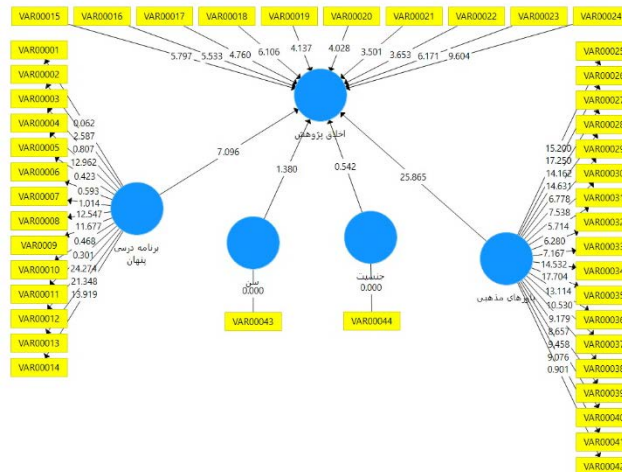 VAR00015 VAR00016 VAR00017 VAR00018 VAR00019 VAR00020 VAR00021 VAR00022 VAR00023 VAR00024
5.797 5.533 4.760 6.106 4.137 4.028 3.501 3.653 6.171 9.604
اخلاق پژوهش
VAR00001
VAR00002
VAR00003
VAR00004
VAR00005
VAR00006
VAR00007
VAR00008
VAR00009
VAR00010
VAR00011
VAR00012
VAR00013
VAR00014
0.062
2.587
0.807
12.962
0.423
0.593
1.014
12.547
11.677
0.468
0.301
24.274
21.348
13.919
برنامه درسی
پنهان
7.096
1.380
0.542
25.865
سن
0.000
VAR00043
جنسیت
0.000
VAR00044
باورهای مذهبی
15.200
17.250
14.162
14.631
6.778
7.538
5.714
6.280
7.167
14.532
17.704
13.114
10.530
9.179
8.657
9.458
9.076
0.901
VAR00025
VAR00026
VAR00027
VAR00028
VAR00029
VAR00030
VAR00031
VAR00032
VAR00033
VAR00034
VAR00035
VAR00036
VAR00037
VAR00038
VAR00039
VAR00040
VAR00041
VAR00042